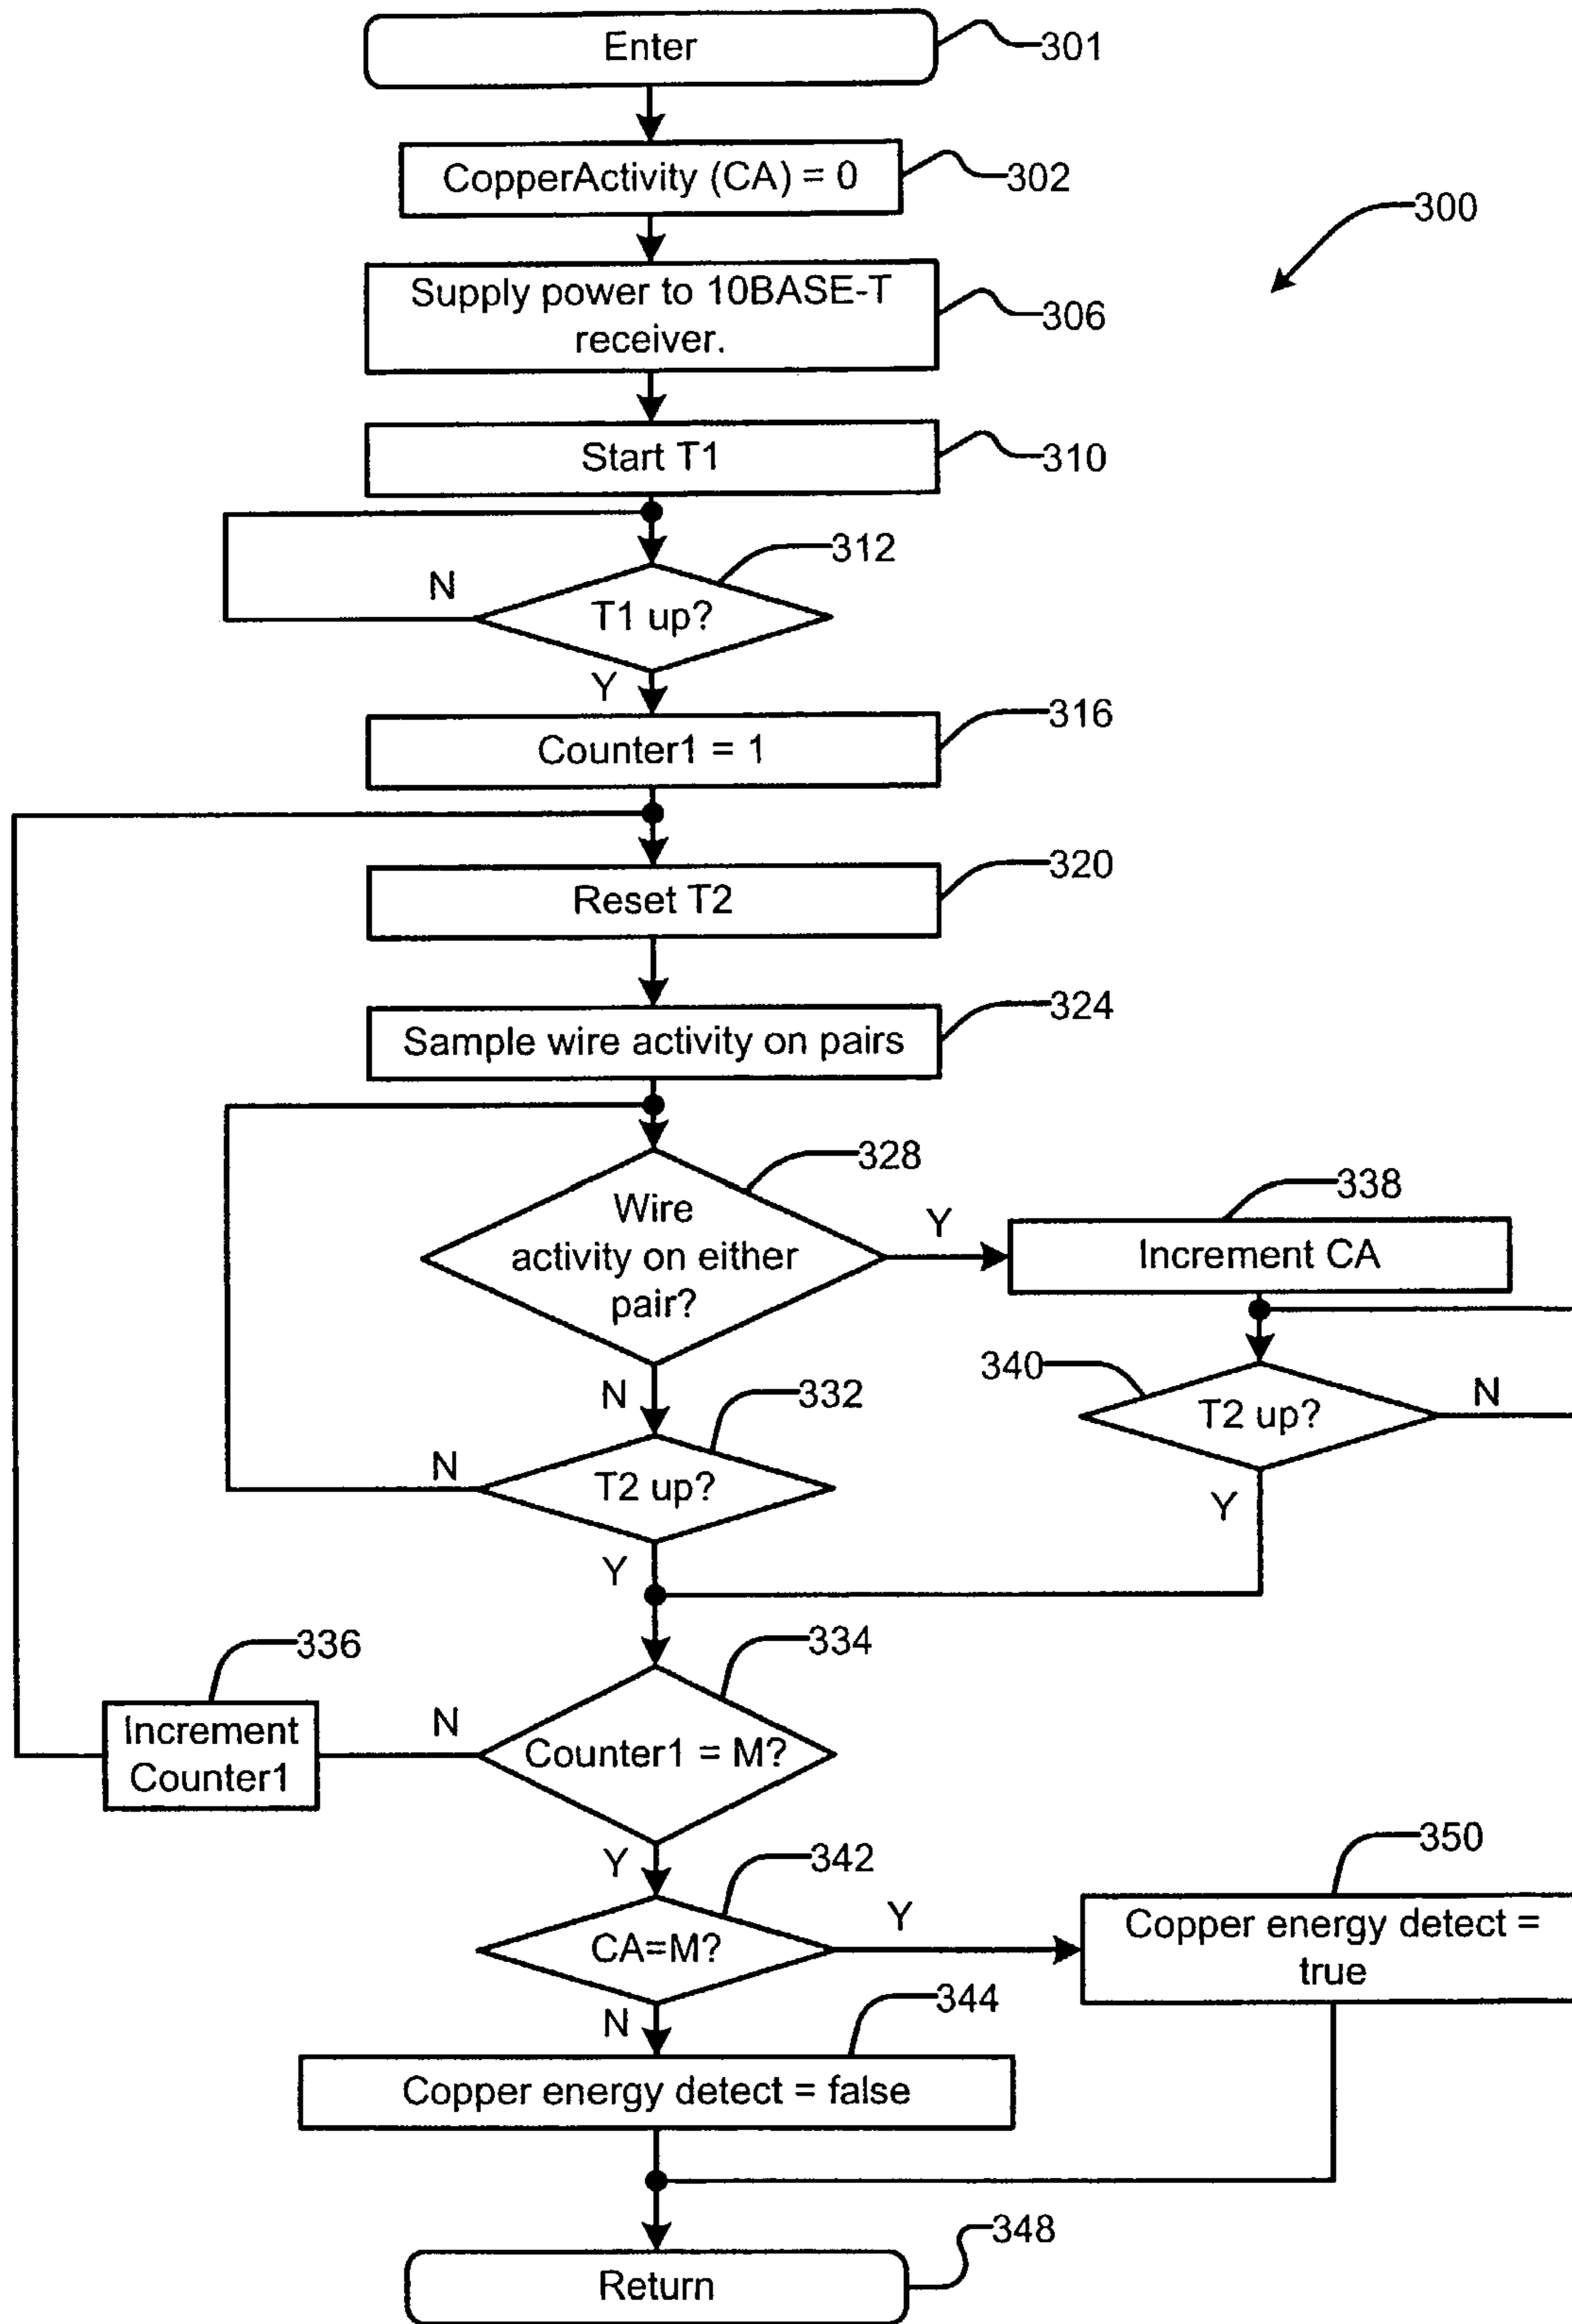 Enter
301
CopperActivity (CA) = 0
302
300
Supply power to 10BASE-T
receiver.
306
Start T1
310
312
N
T1 up?
Y
316
Counter1 = 1
320
Reset T2
324
Sample wire activity on pairs
328
338
Wire
activity on either
pair?
Y
Increment CA
340
N
332
N
T2 up?
N
T2 up?
Y
Y
336
334
Increment
Counter1
N
Counter1 = M?
350
Y
342
Y
Copper energy detect =
true
CA=M?
344
N
Copper energy detect = false
348
Return